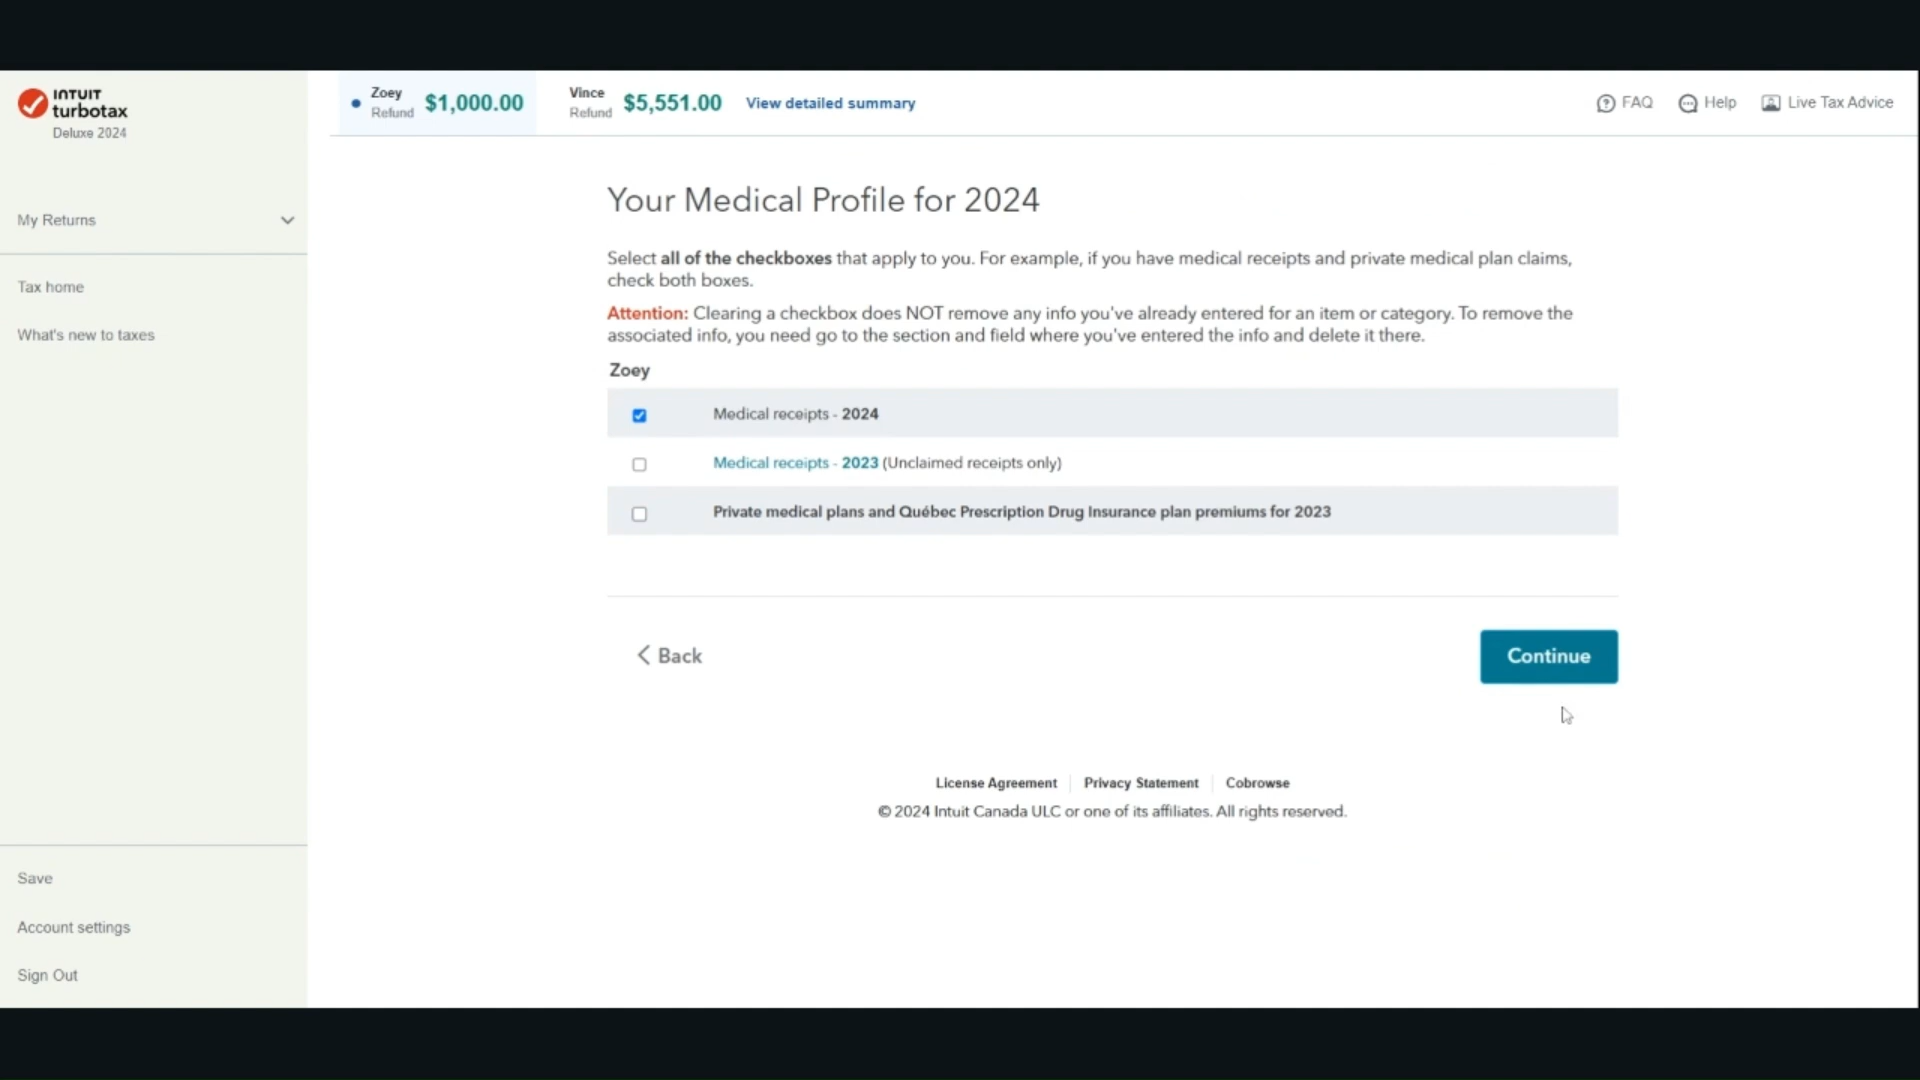 INTUIT
turbotax
Deluxe 2024
My Returns
Tax home
What's new to taxes
Save
Account settings
Sign Out
Zoey
Refund
$1,000.00
Vince
Refund
$5,551.00
View detailed summary
FAQ
Help
Live Tax Advice
Your Medical Profile for 2024
Select all of the checkboxes that apply to you. For example, if you have medical receipts and private medical plan claims,
check both boxes.
Attention: Clearing a checkbox does NOT remove any info you've already entered for an item or category. To remove the
associated info, you need go to the section and field where you've entered the info and delete it there.
Zoey
Medical receipts - 2024
Medical receipts - 2023 (Unclaimed receipts only)
Private medical plans and Québec Prescription Drug Insurance plan premiums for 2023
Back
Continue
License Agreement
Privacy Statement
Cobrowse
© 2024 Intuit Canada ULC or one of its affiliates. All rights reserved.